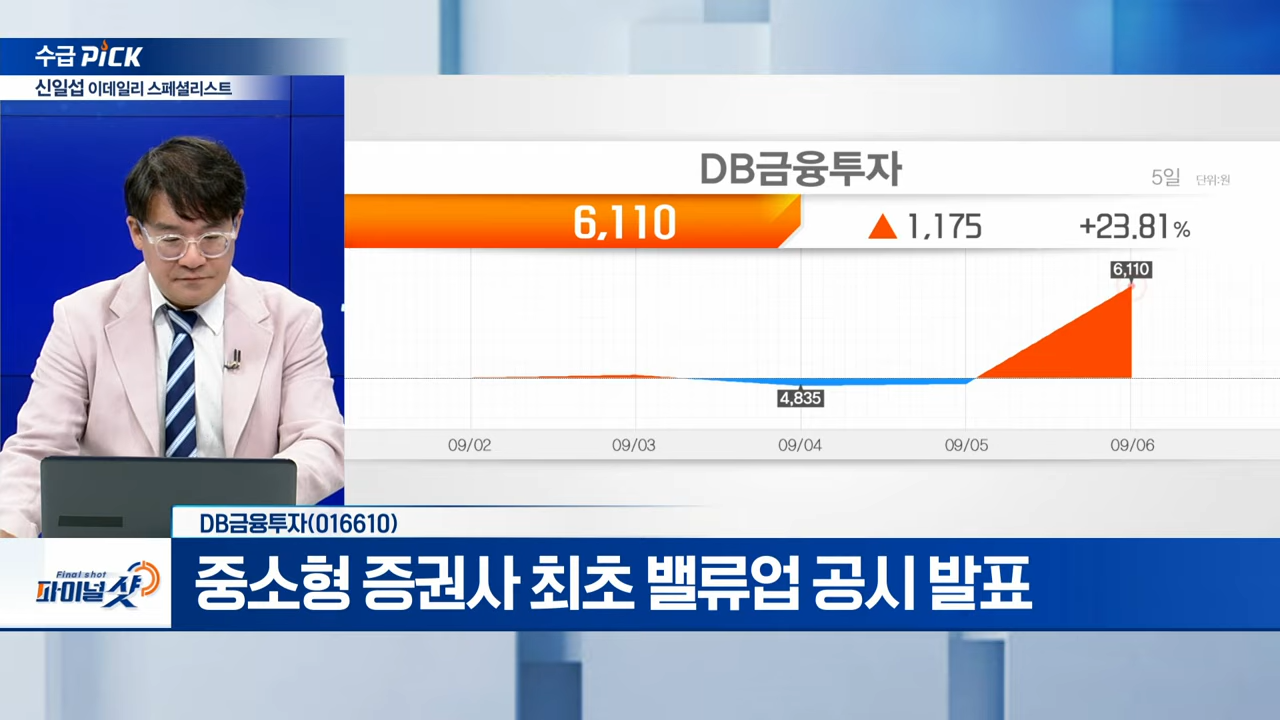 수급 PiCK
신일섭 이데일리 스페셜리스트
DB금융투자
5일 단위:원
6,110 ▲ 1,175 +23.81%
6,110
4,835
09/02 09/03 09/04 09/05 09/06
DB금융투자(016610)
Final shot
파이널샷
중소형 증권사 최초 밸류업 공시 발표